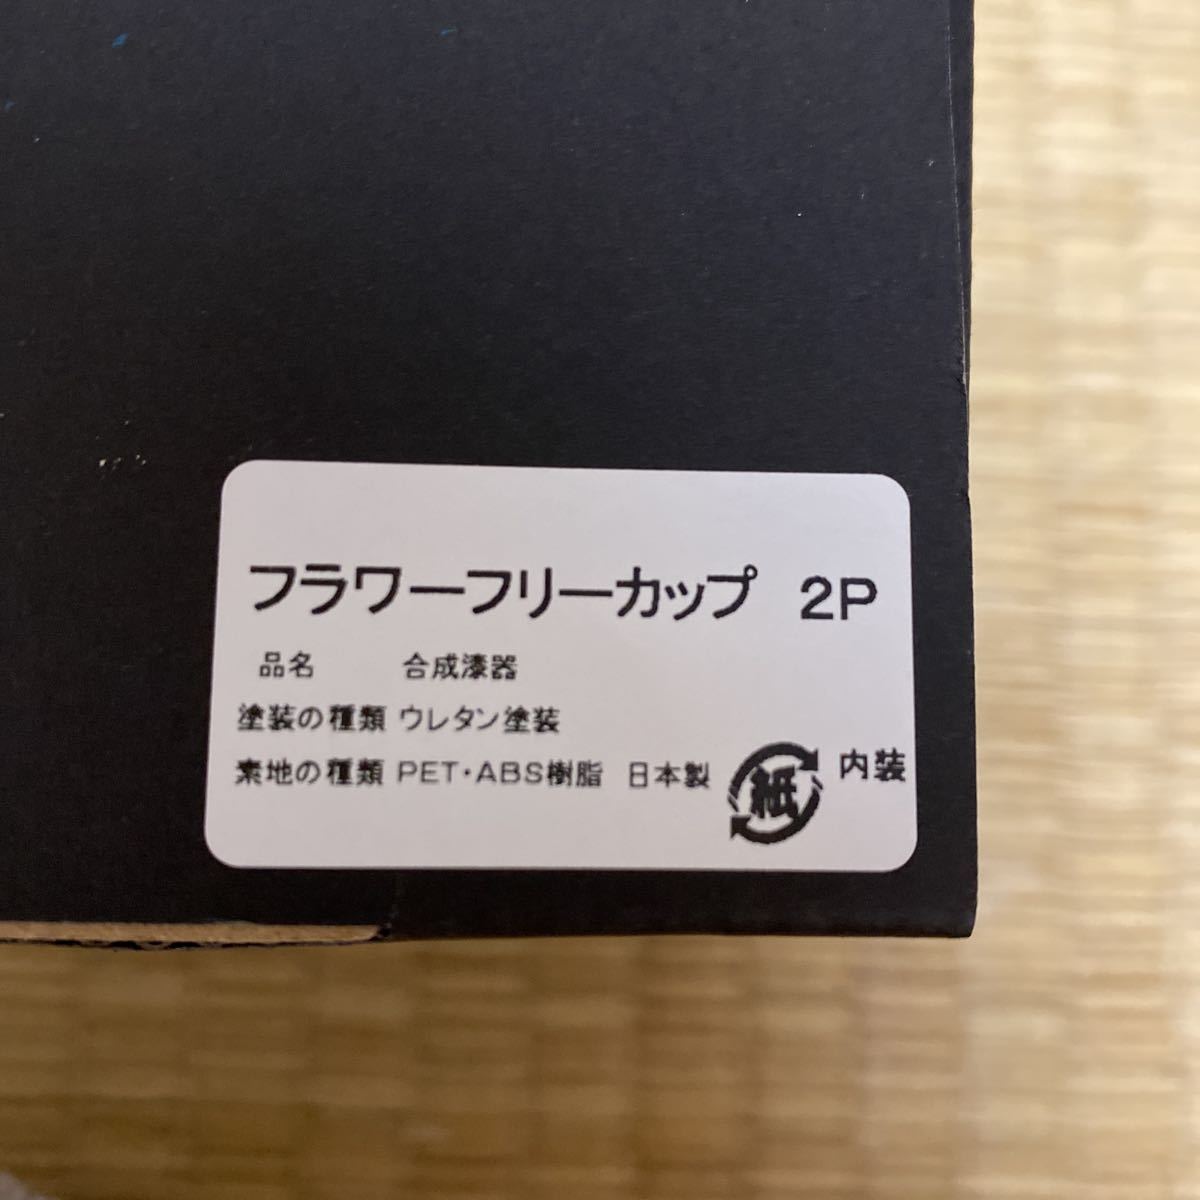 フラワーフリーカップ 2P
品名 合成漆器
塗装の種類 ウレタン塗装
素地の種類 PET・ABS樹脂 日本製 紙 内装